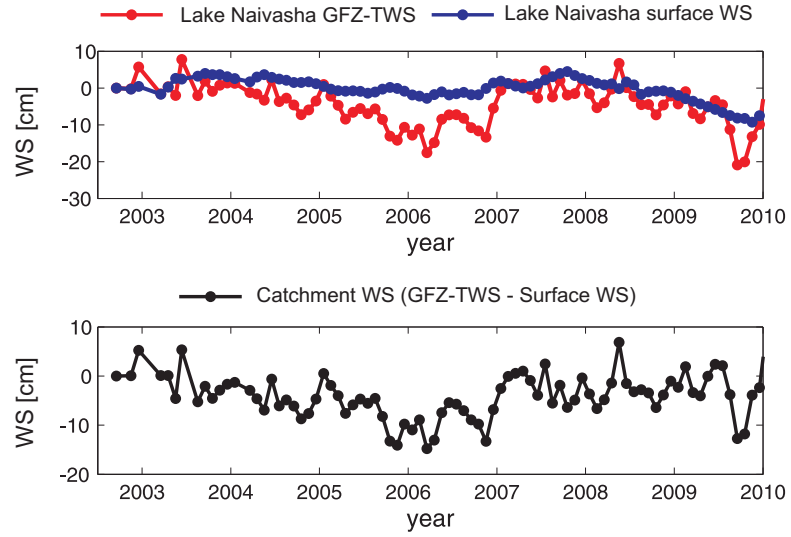 Lake Naivasha GFZ-TWS Lake Naivasha surface WS
10
0
-10
-20
-30
WS [cm]
2003 2004 2005 2006 2007 2008 2009 2010
year
Catchment WS (GFZ-TWS - Surface WS)
10
0
-10
-20
WS [cm]
2003 2004 2005 2006 2007 2008 2009 2010
year